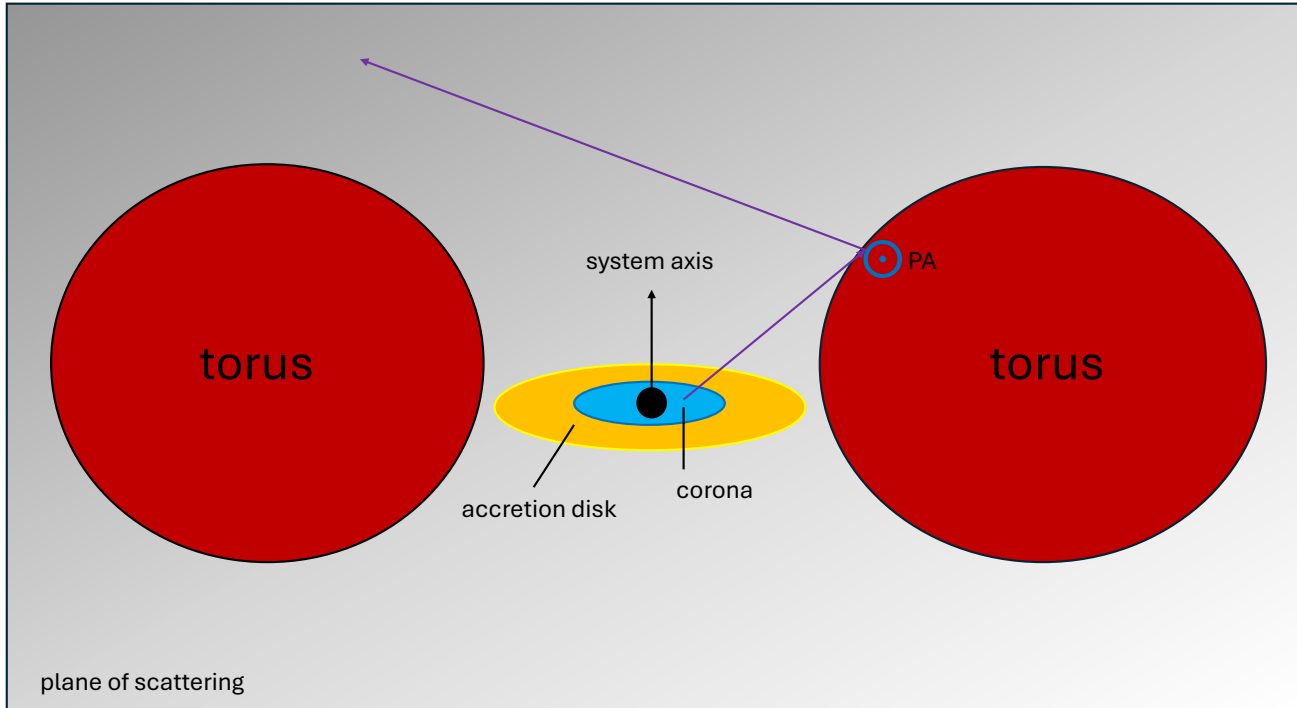 system axis
PA
torus
torus
corona
accretion disk
plane of scattering